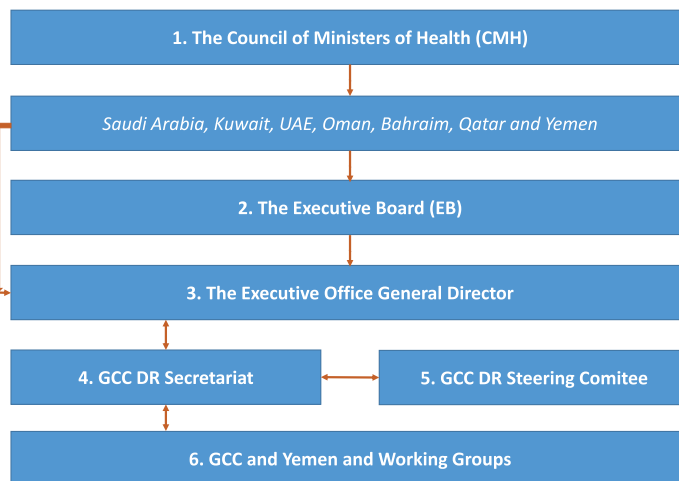 1. The Council of Ministers of Health (CMH)
Saudi Arabia, Kuwait, UAE, Oman, Bahraim, Qatar and Yemen
2. The Executive Board (EB)
3. The Executive Office General Director
4. GCC DR Secretariat
5. GCC DR Steering Comitee
6. GCC and Yemen and Working Groups